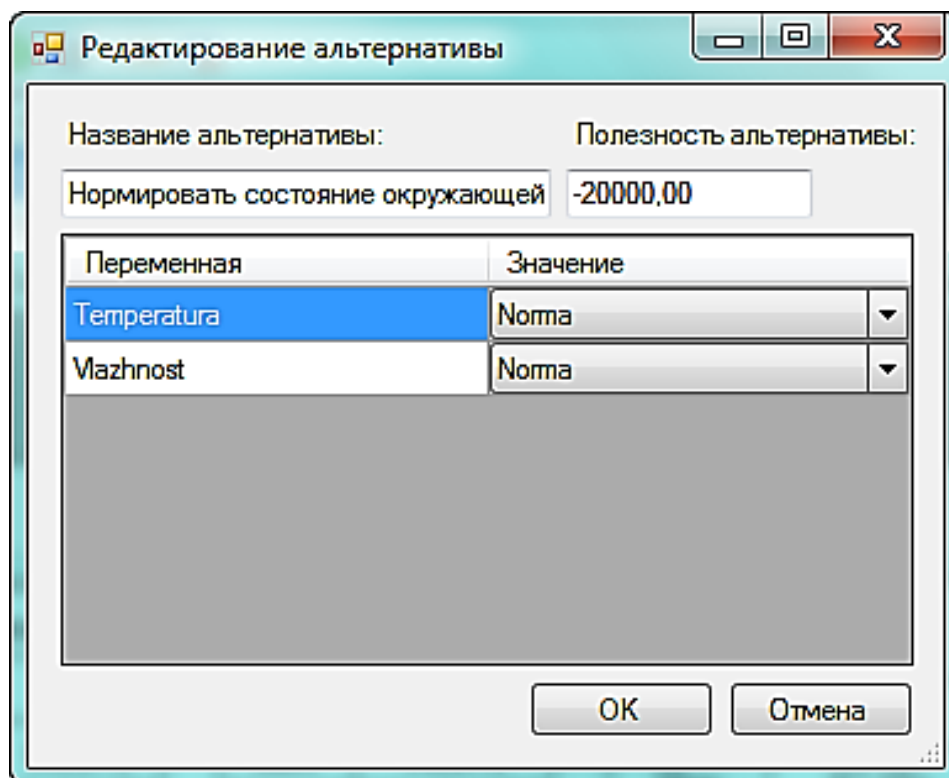 Редактирование альтернативы
Название альтернативы: Полезность альтернативы:
Нормировать состояние окружающей -20000,00
Переменная Значение
Temperatura Norma
Vlazhnost Norma
OK Отмена